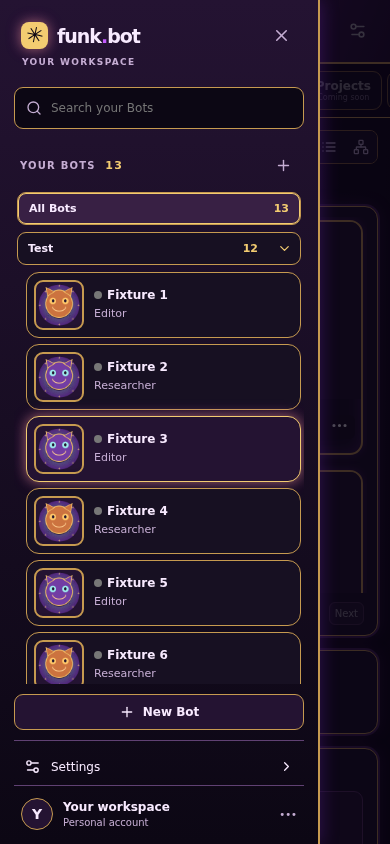 funk.bot
YOUR WORKSPACE
Search your Bots
YOUR BOTS 13
All Bots 13
Test 12
Fixture 1
Editor
Fixture 2
Researcher
Fixture 3
Editor
Fixture 4
Researcher
Fixture 5
Editor
Fixture 6
Researcher
New Bot
Settings
Y
Your workspace
Personal account
Projects
Coming soon
Next